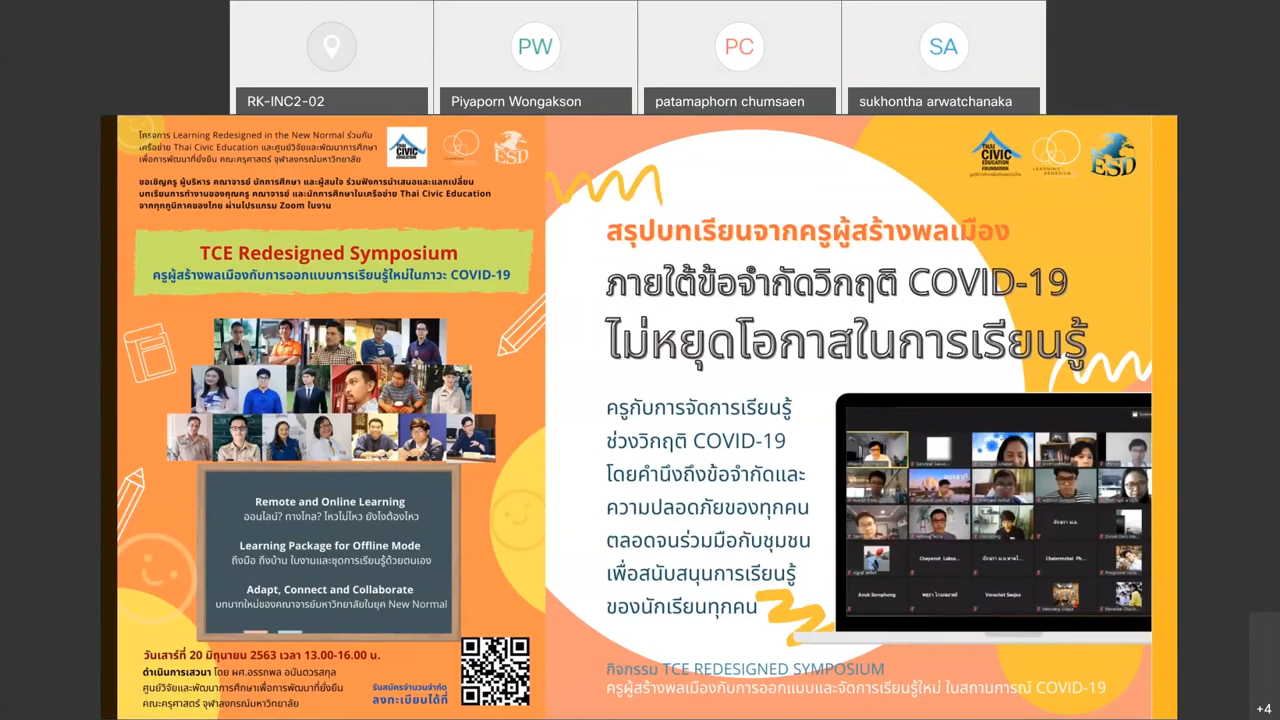 RK-INC2-02
PW
Piyaporn Wongakson
PC
patamaphorn chumsaen
SA
sukhontha arwatchanaka
โครงการ Learning Redesigned in the New Normal ร่วมกับ
เครือข่าย Thai Civic Education และศูนย์วิจัยและพัฒนาการศึกษา
เพื่อการพัฒนาที่ยั่งยืน คณะครุศาสตร์ จุฬาลงกรณ์มหาวิทยาลัย
THAI
CIVIC
EDUCATION
ESD
ขอเชิญครู ผู้บริหาร คณาจารย์ นักการศึกษา และผู้สนใจ ร่วมฟังการนำเสนอและแลกเปลี่ยน
บทเรียนการทำงานของคุณครู คณาจารย์ และนักการศึกษาในเครือข่าย Thai Civic Education
จากทุกภูมิภาคของไทย ผ่านโปรแกรม Zoom ในงาน
TCE Redesigned Symposium
ครูผู้สร้างพลเมืองกับการออกแบบการเรียนรู้ใหม่ในภาวะ COVID-19
Remote and Online Learning
ออนไลน์? ทางไกล? ไหวไม่ไหว ยังไงต้องไหว
Learning Package for Offline Mode
ถึงมือ ถึงบ้าน ใบงานและชุดการเรียนรู้ด้วยตนเอง
Adapt, Connect and Collaborate
บทบาทใหม่ของคณาจารย์มหาวิทยาลัยในยุค New Normal
วันเสาร์ที่ 20 มิถุนายน 2563 เวลา 13.00-16.00 น.
ดำเนินการเสวนา โดย ผศ.อรรถพล อนันตวรสกุล
ศูนย์วิจัยและพัฒนาการศึกษาเพื่อการพัฒนาที่ยั่งยืน
คณะครุศาสตร์ จุฬาลงกรณ์มหาวิทยาลัย
รับสมัครจำนวนจำกัด
ลงทะเบียนได้ที่
THAI
CIVIC
EDUCATION
FOUNDATION
LEARNING
REDESIGN
ESD
สรุปบทเรียนจากครูผู้สร้างพลเมือง
ภายใต้ข้อจำกัดวิกฤติ COVID-19
ไม่หยุดโอกาสในการเรียนรู้
ครูกับการจัดการเรียนรู้
ช่วงวิกฤติ COVID-19
โดยคำนึงถึงข้อจำกัดและ
ความปลอดภัยของทุกคน
ตลอดจนร่วมมือกับชุมชน
เพื่อสนับสนุนการเรียนรู้
ของนักเรียนทุกคน
กิจกรรม TCE REDESIGNED SYMPOSIUM
ครูผู้สร้างพลเมืองกับการออกแบบและจัดการเรียนรู้ใหม่ ในสถานการณ์ COVID-19
+4